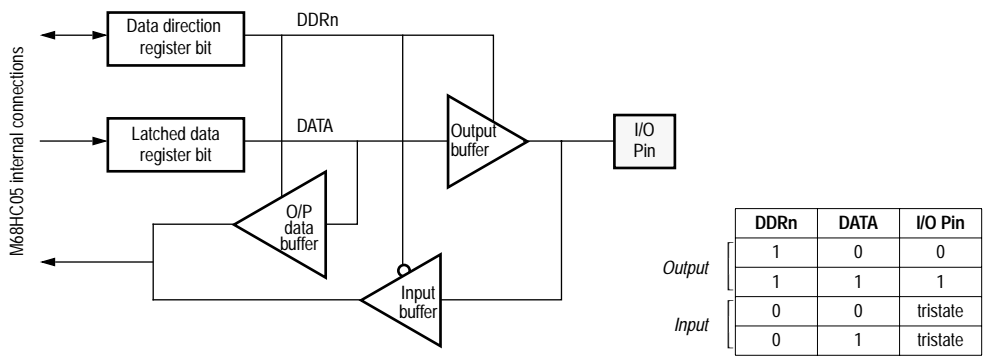 M68HC05 internal connections
Data direction
register bit
DDRn
Latched data
register bit
DATA
Output
buffer
I/O
Pin
O/P
data
buffer
Input
buffer
DDRn DATA I/O Pin
Output
1 0 0
1 1 1
Input
0 0 tristate
0 1 tristate